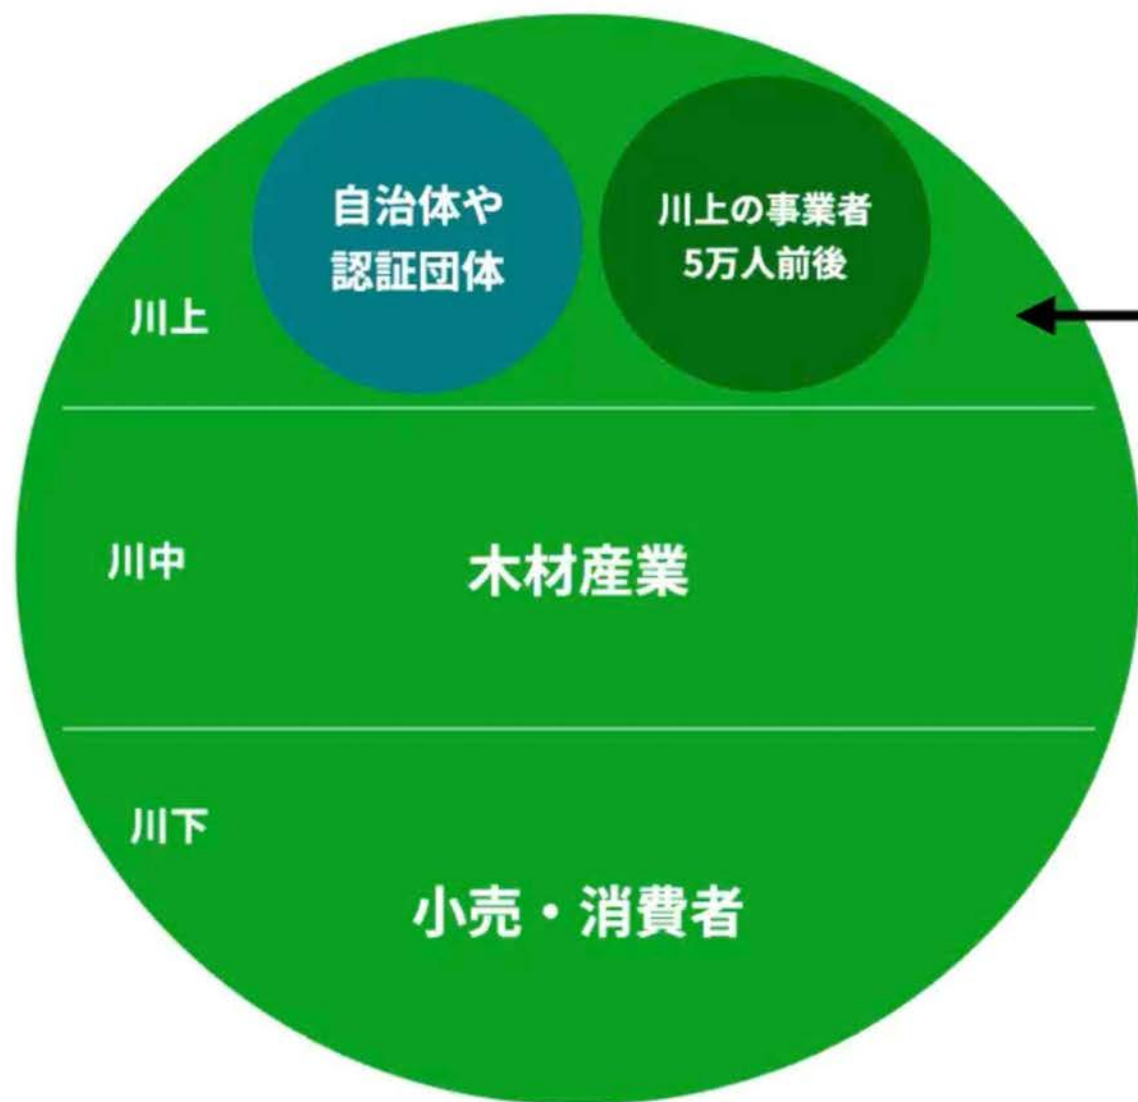 自治体や
認証団体
川上の事業者
5万人前後
川上
川中
木材産業
川下
小売・消費者